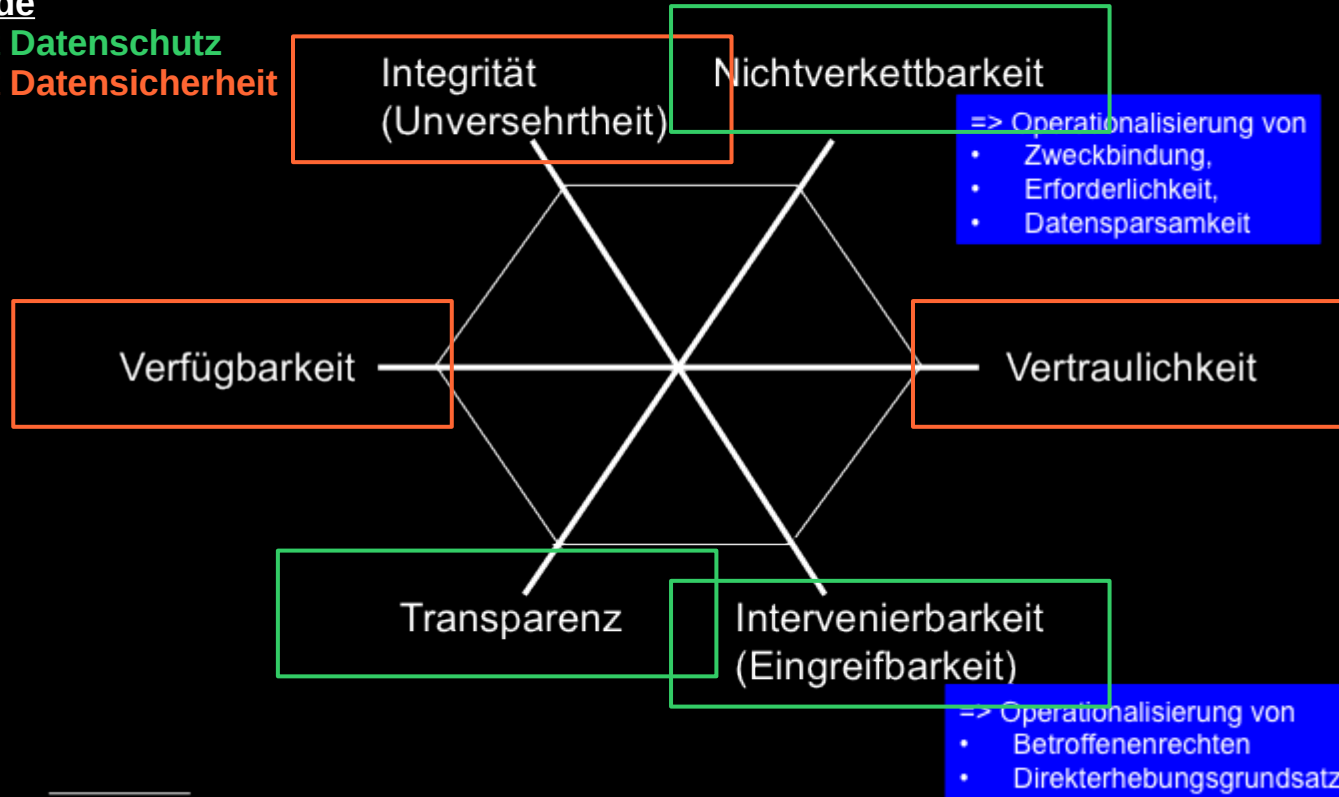 de
Datenschutz
Datensicherheit
Integrität
(Unversehrtheit)
Nichtverkettbarkeit
=> Operationalisierung von
• Zweckbindung,
• Erforderlichkeit,
• Datensparsamkeit
Verfügbarkeit
Vertraulichkeit
Transparenz
Intervenierbarkeit
(Eingreifbarkeit)
=> Operationalisierung von
• Betroffenenrechten
• Direkterhebungsgrundsatz